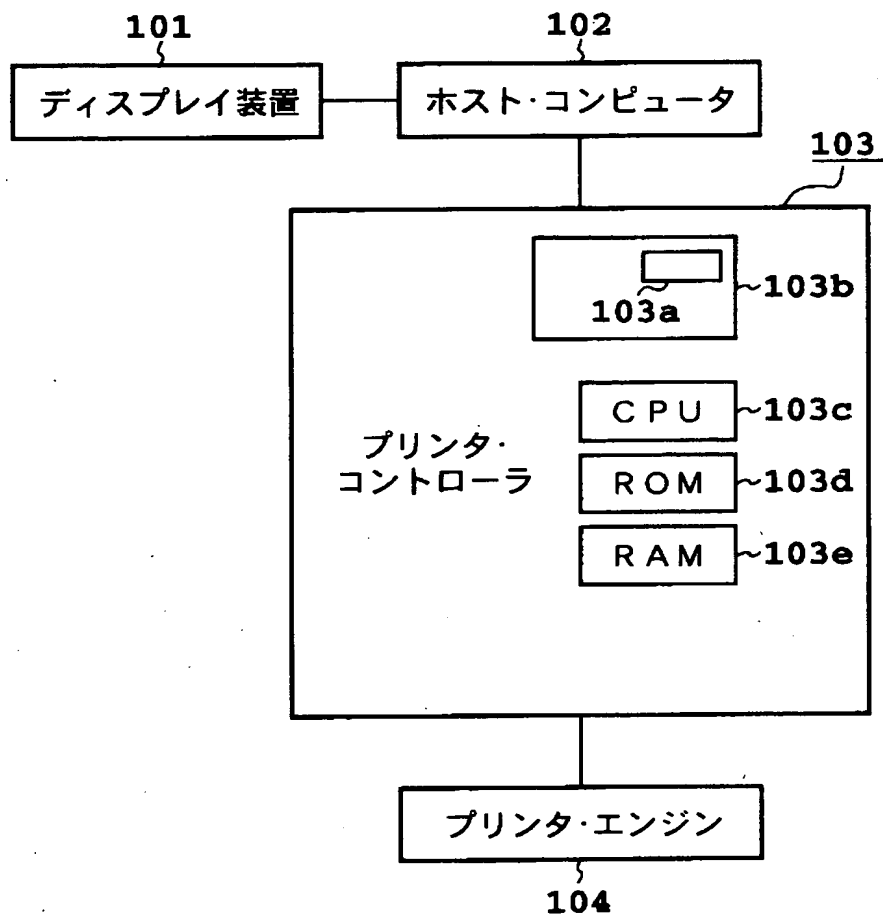 101
102
ディスプレイ装置
ホスト・コンピュータ
103
103a
103b
CPU
103c
プリンタ・
コントローラ
ROM
103d
RAM
103e
プリンタ・エンジン
104